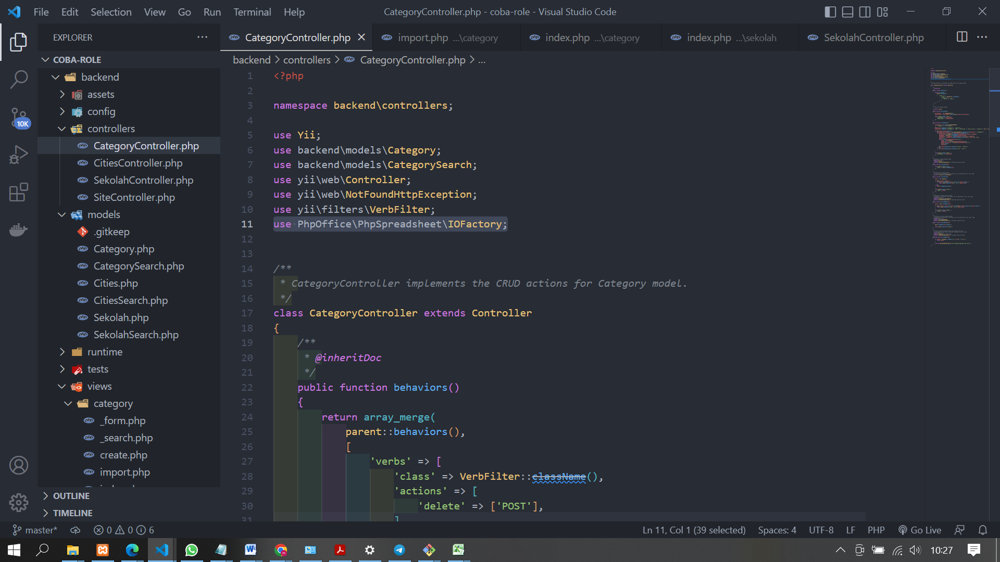 File Edit Selection View Go Run Terminal Help
CategoryController.php - coba-role - Visual Studio Code
EXPLORER
CategoryController.php
import.php ...\category
index.php ...\category
index.php ...\sekolah
SekolahController.php
COBA-ROLE
backend
assets
config
controllers
CategoryController.php
CitiesController.php
SekolahController.php
SiteController.php
models
.gitkeep
Category.php
CategorySearch.php
Cities.php
CitiesSearch.php
Sekolah.php
SekolahSearch.php
runtime
tests
views
category
_form.php
_search.php
create.php
import.php
OUTLINE
TIMELINE
10K
backend > controllers > CategoryController.php > ...
1 <?php
2
3 namespace backend\controllers;
4
5 use Yii;
6 use backend\models\Category;
7 use backend\models\CategorySearch;
8 use yii\web\Controller;
9 use yii\web\NotFoundHttpException;
10 use yii\filters\VerbFilter;
11 use PhpOffice\PhpSpreadsheet\IOFactory;
12
13
14 /**
15 * CategoryController implements the CRUD actions for Category model.
16 */
17 class CategoryController extends Controller
18 {
19 /**
20 * @inheritDoc
21 */
22 public function behaviors()
23 {
24 return array_merge(
25 parent::behaviors(),
26 [
27 'verbs' => [
28 'class' => VerbFilter::className(),
29 'actions' => [
30 'delete' => ['POST'],
31 ]
master* 0 0 6
Ln 11, Col 1 (39 selected) Spaces: 4 UTF-8 LF PHP Go Live
10:27